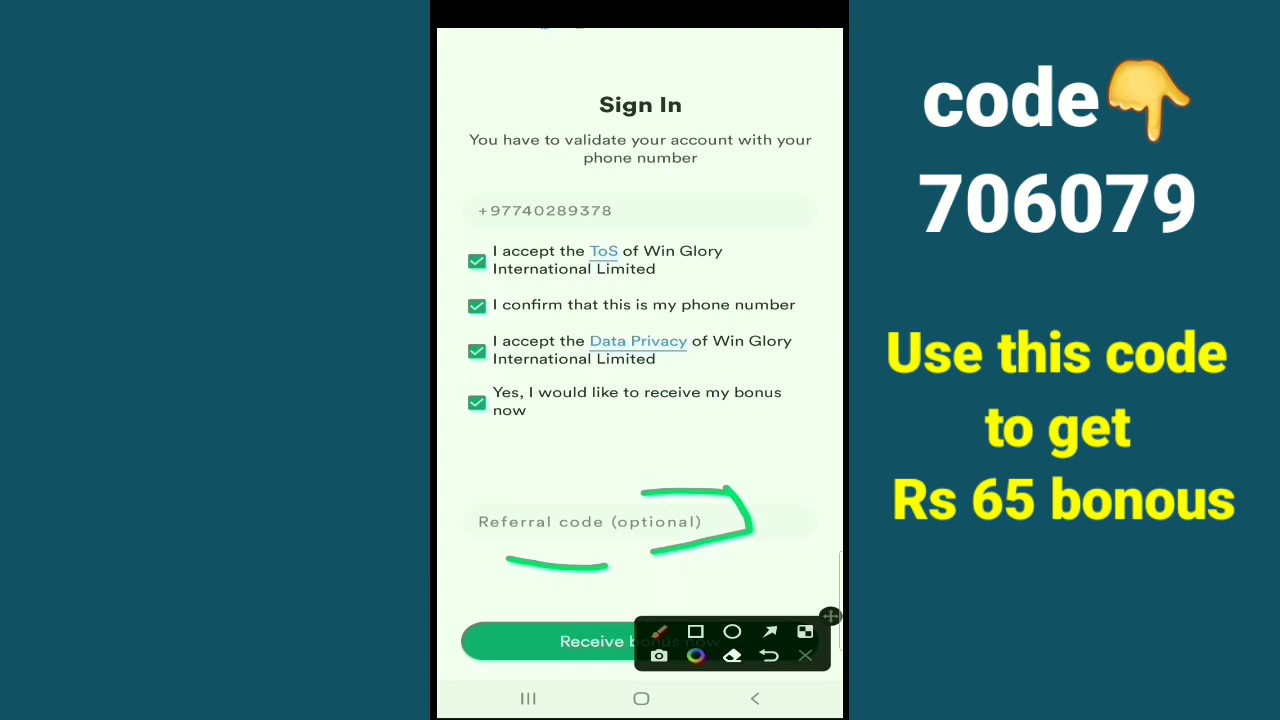 Sign In
You have to validate your account with your
phone number
+97740289378
I accept the ToS of Win Glory
International Limited
I confirm that this is my phone number
I accept the Data Privacy of Win Glory
International Limited
Yes, I would like to receive my bonus
now
Referral code (optional)
Receive bonus now
code👇
706079
Use this code
to get
Rs 65 bonous